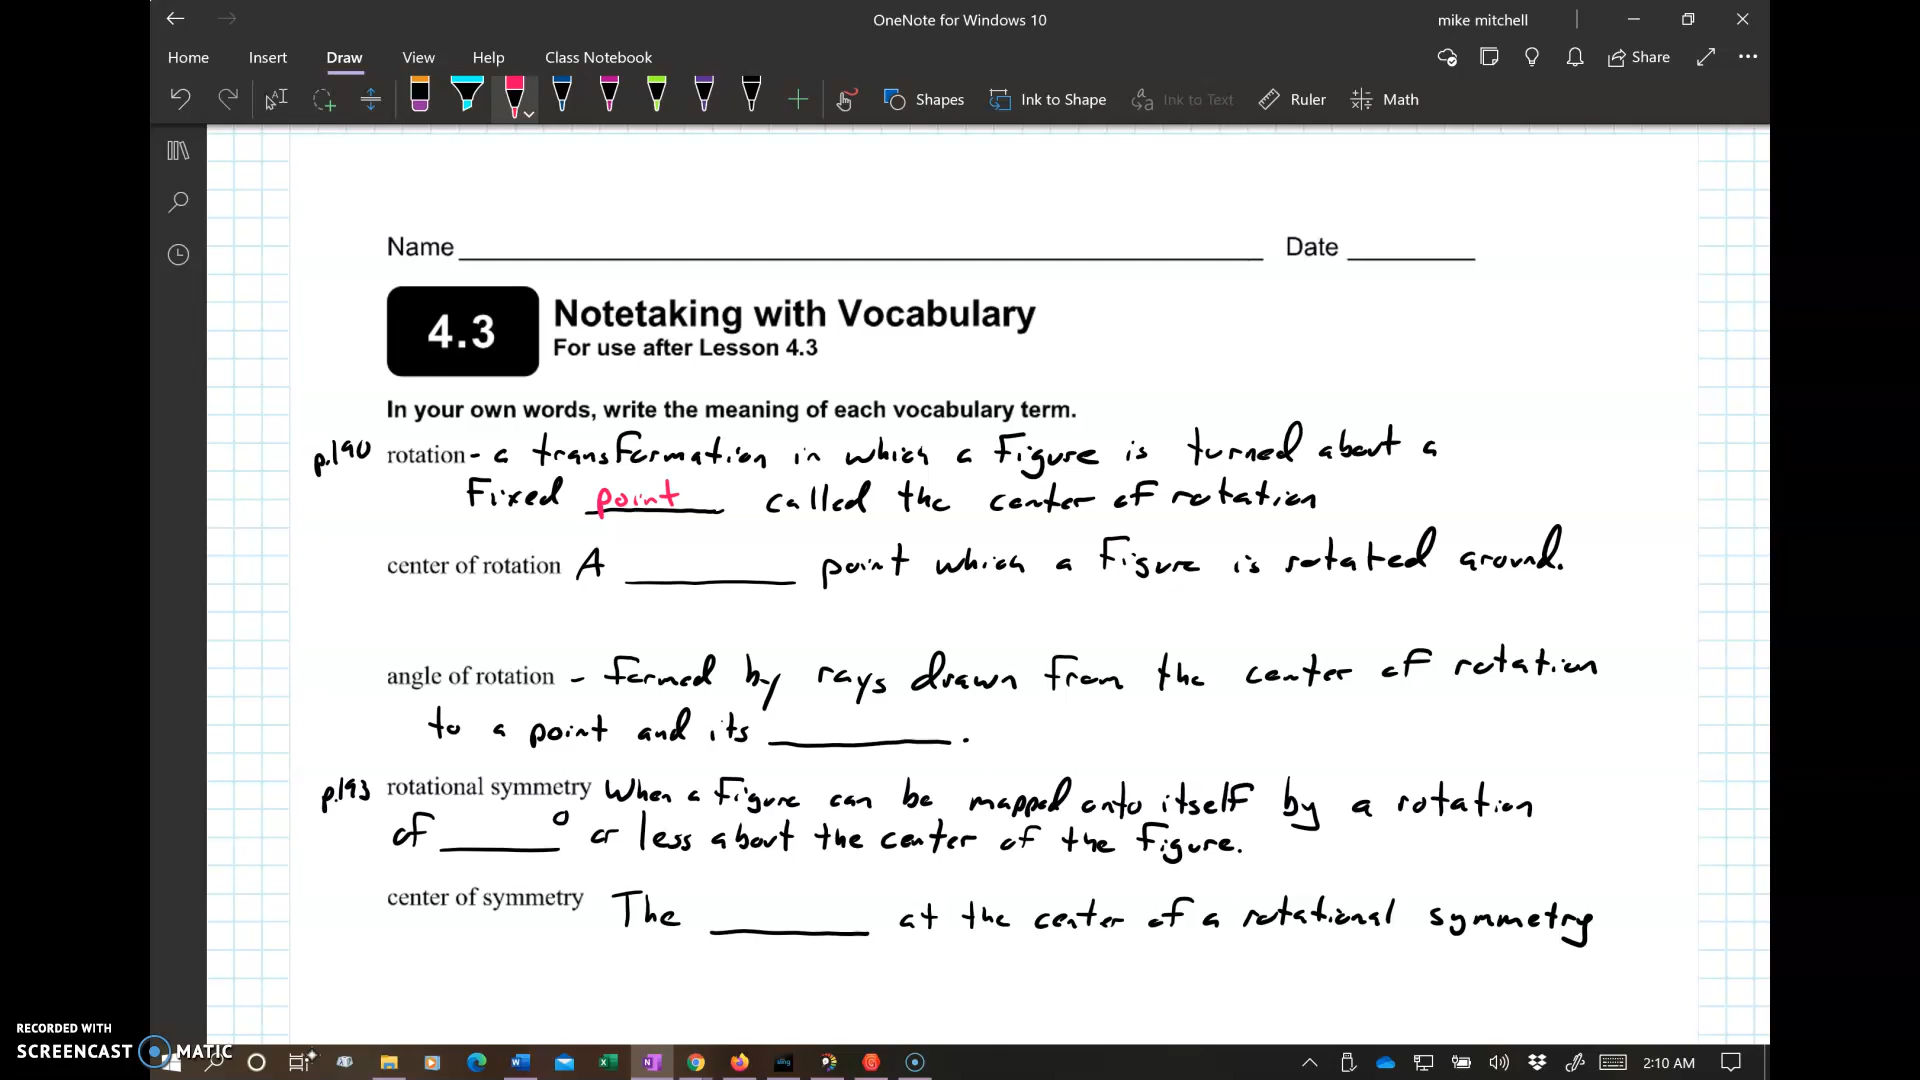 OneNote for Windows 10
mike mitchell
Home Insert Draw View Help Class Notebook
Share
Shapes Ink to Shape Ink to Text Ruler Math
Name Date
4.3 Notetaking with Vocabulary
For use after Lesson 4.3
In your own words, write the meaning of each vocabulary term.
p.190 rotation - a transformation in which a Figure is turned about a
Fixed point called the center of rotation
center of rotation A ________ point which a Figure is rotated around.
angle of rotation - formed by rays drawn from the center of rotation
to a point and its ________.
p.193 rotational symmetry When a Figure can be mapped onto itself by a rotation
of ______° or less about the center of the Figure.
center of symmetry The ________ at the center of a rotational symmetry
RECORDED WITH
SCREENCAST MATIC
2:10 AM